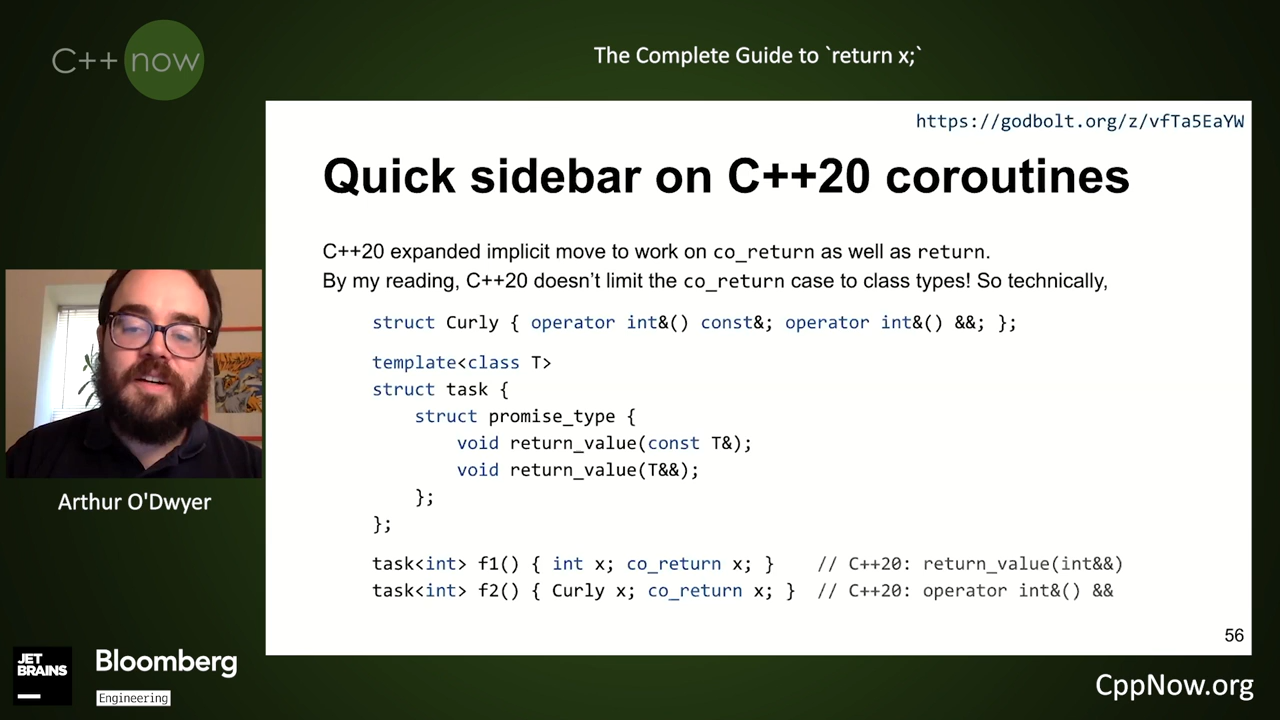 C++ now
The Complete Guide to `return x;`
https://godbolt.org/z/vfTa5EaYW
Quick sidebar on C++20 coroutines
C++20 expanded implicit move to work on co_return as well as return.
By my reading, C++20 doesn’t limit the co_return case to class types! So technically,
struct Curly { operator int&() const&; operator int&() &&; };
template<class T>
struct task {
struct promise_type {
void return_value(const T&);
void return_value(T&&);
};
};
task<int> f1() { int x; co_return x; } // C++20: return_value(int&&)
task<int> f2() { Curly x; co_return x; } // C++20: operator int&() &&
56
Arthur O'Dwyer
JET
BRAINS
Bloomberg
Engineering
CppNow.org